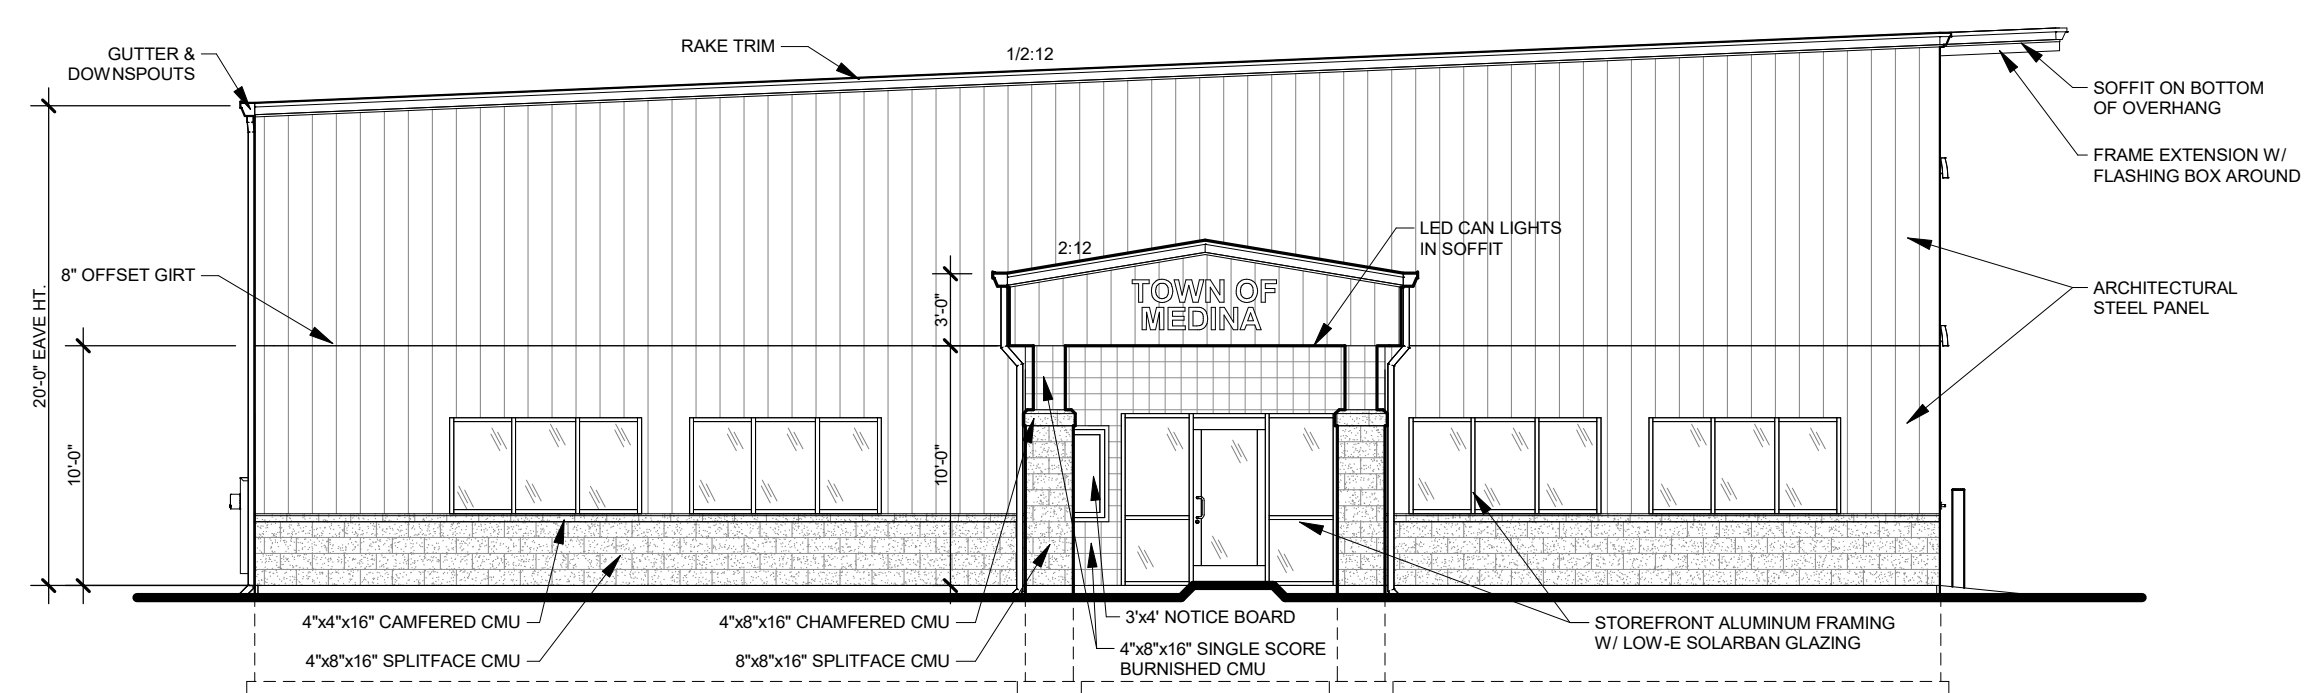 GUTTER &
DOWNSPOUTS
RAKE TRIM
1/2:12
SOFFIT ON BOTTOM
OF OVERHANG
FRAME EXTENSION W/
FLASHING BOX AROUND
8" OFFSET GIRT
20'-0" EAVE HT.
10'-0"
2:12
LED CAN LIGHTS
IN SOFFIT
3'-0"
10'-0"
TOWN OF
MEDINA
ARCHITECTURAL
STEEL PANEL
4"x4"x16" CAMFERED CMU
4"x8"x16" SPLITFACE CMU
4"x8"x16" CHAMFERED CMU
8"x8"x16" SPLITFACE CMU
3'x4' NOTICE BOARD
4"x8"x16" SINGLE SCORE
BURNISHED CMU
STOREFRONT ALUMINUM FRAMING
W/ LOW-E SOLARBAN GLAZING